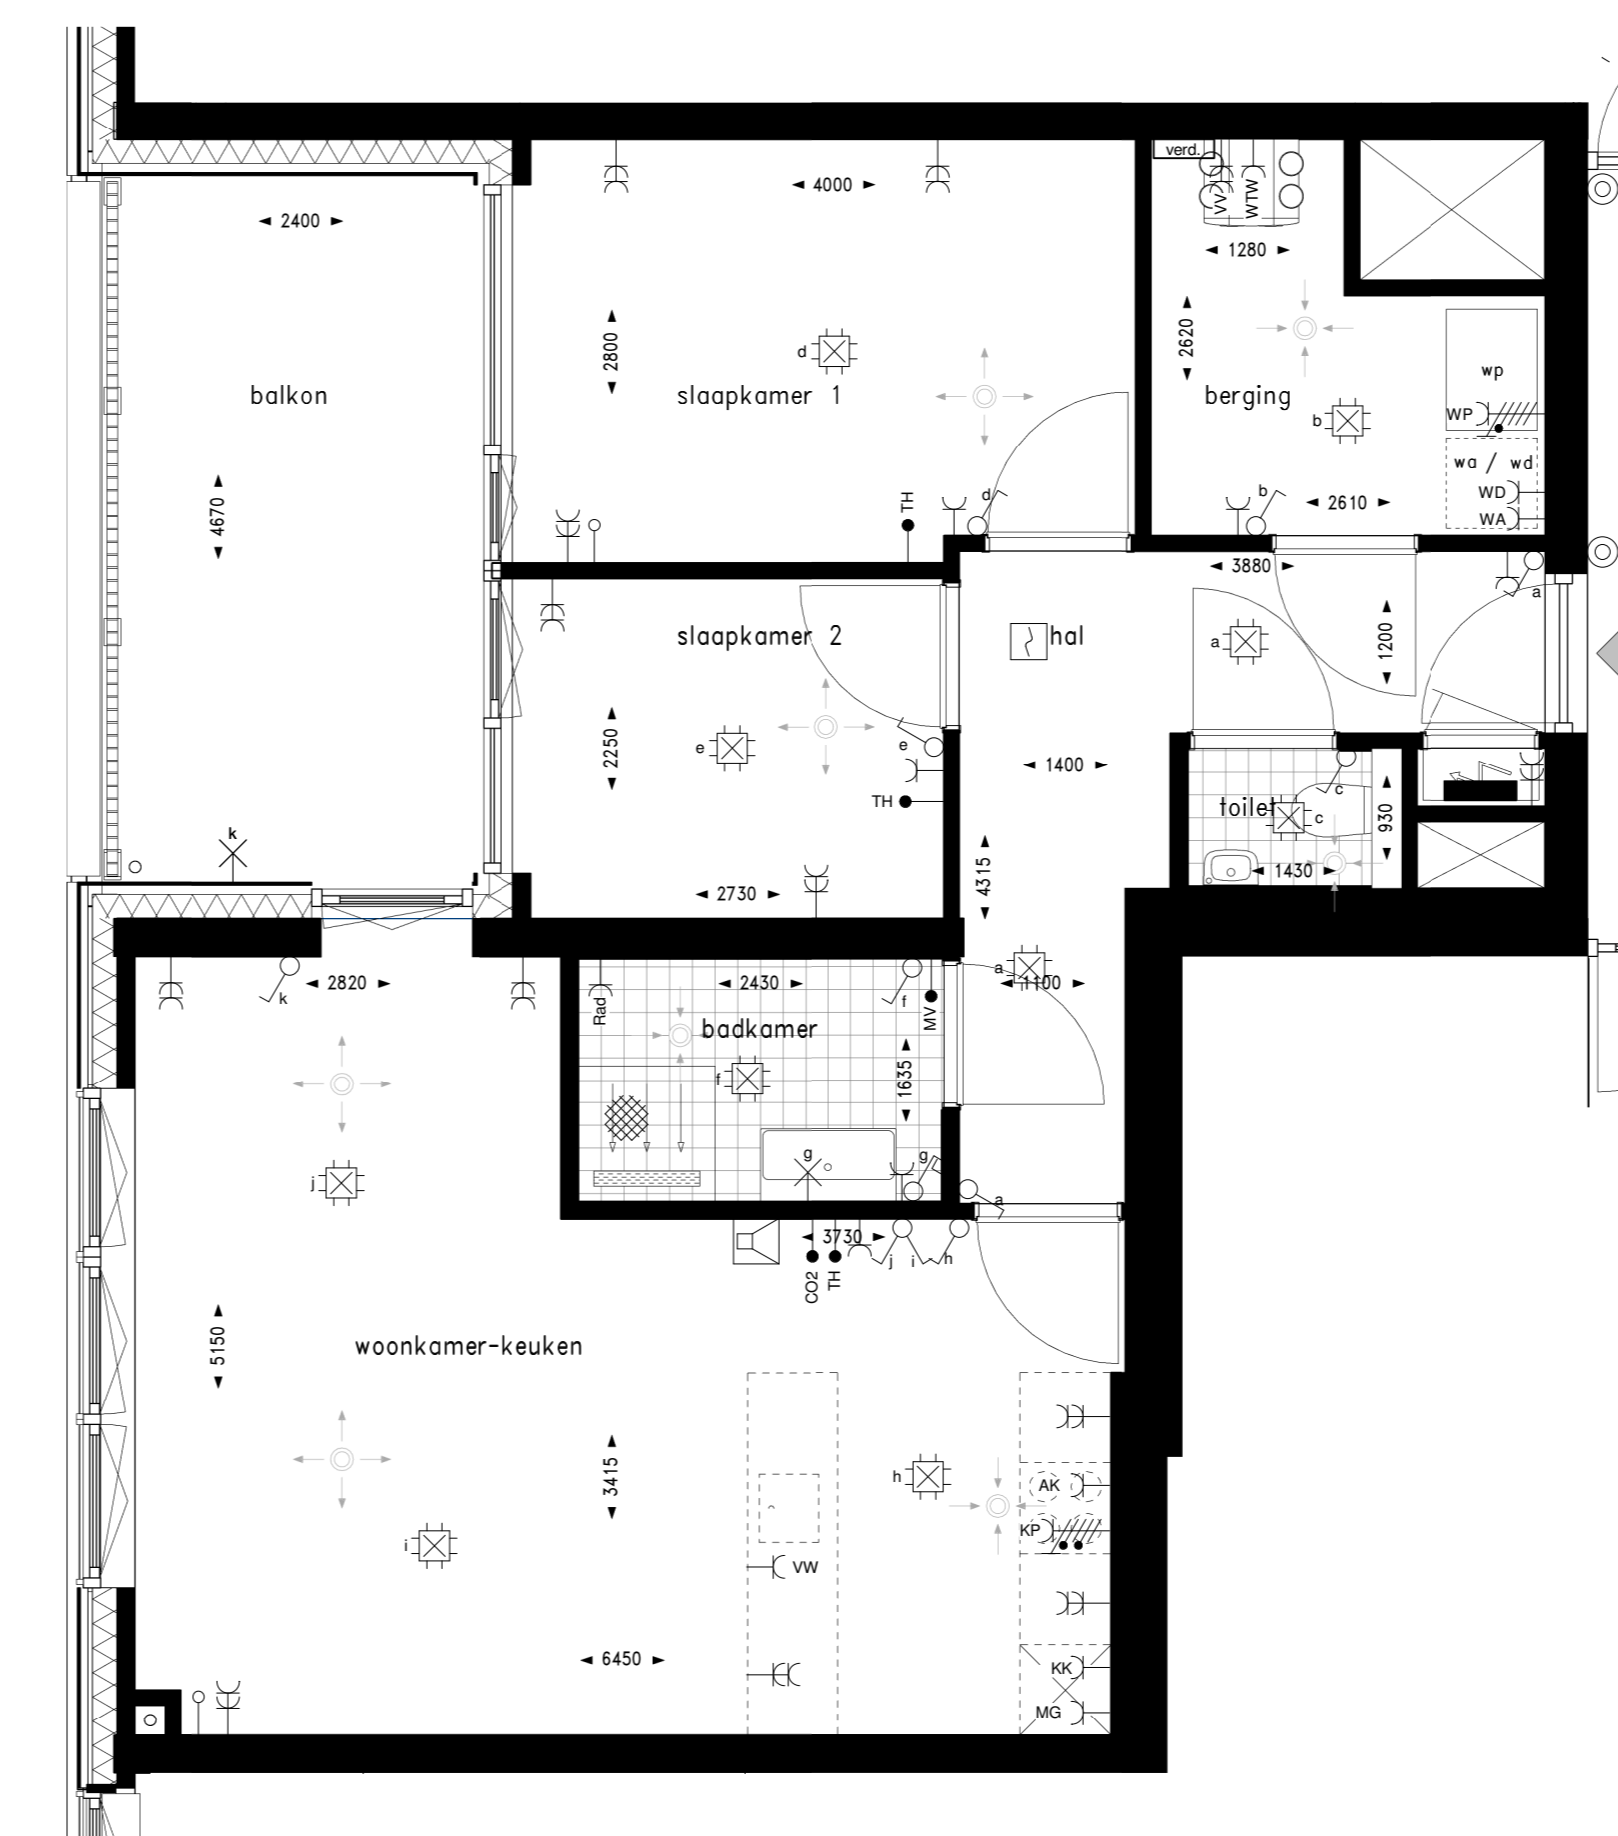 verd.
VV
WTW
4000
2400
1280
2620
2800
d
wp
balkon
slaapkamer 1
berging
WP
b
wa / wd
WD
WA
4670
TH
d
b
2610
3880
a
slaapkamer 2
hal
a
1200
2250
e
e
1400
TH
toilet
c
c
930
k
4315
1430
2730
a
k
2820
Rad
2430
f
MV
1100
badkamer
1635
f
j
g
g
a
3730
j
i
h
CO2
TH
5150
woonkamer-keuken
3415
h
AK
KP
i
VW
6450
KK
MG